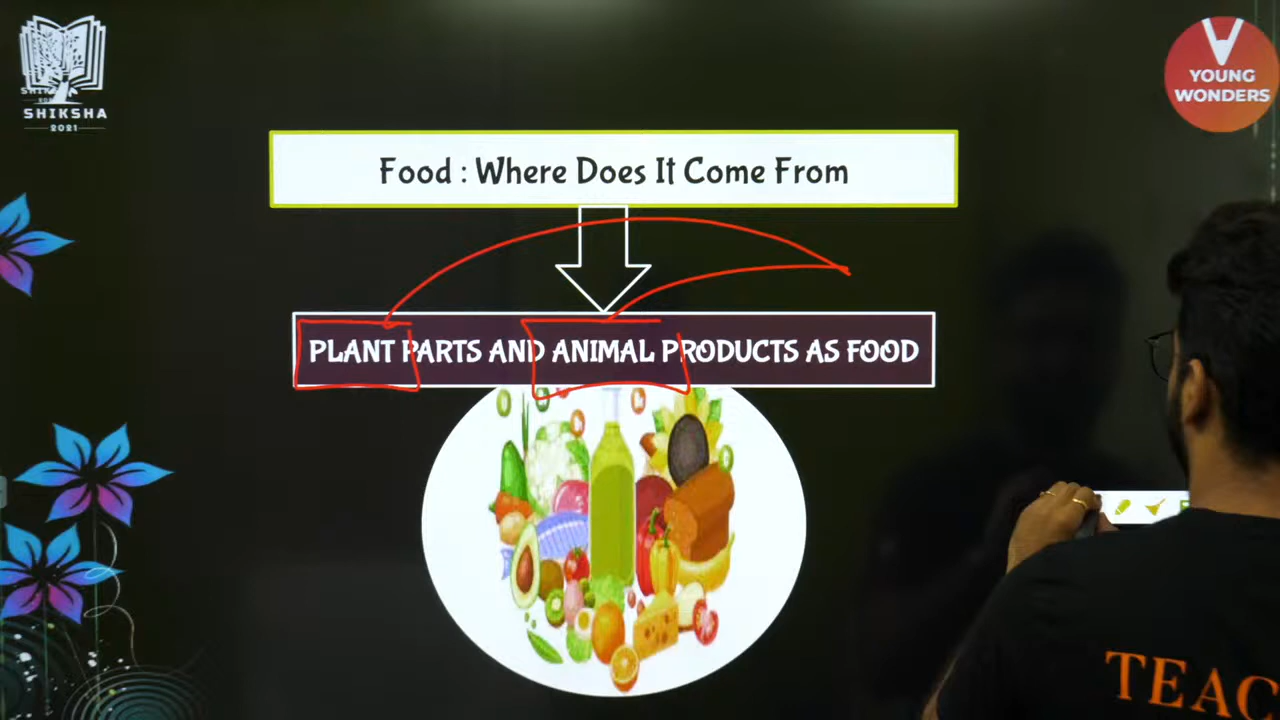 SHIKSHA
2021
YOUNG
WONDERS
Food : Where Does It Come From
PLANT PARTS AND ANIMAL PRODUCTS AS FOOD
TEAC